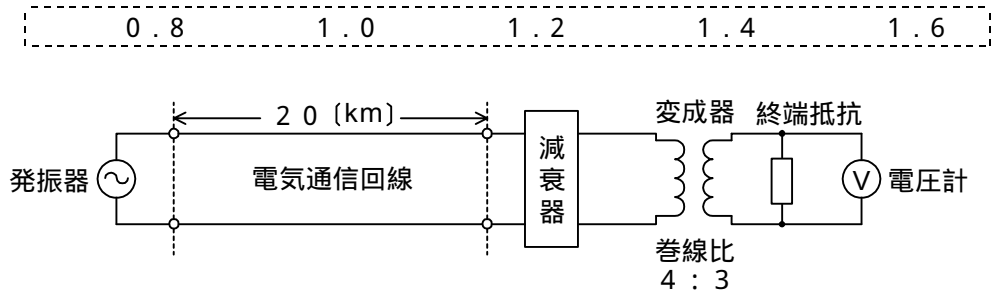 0.8 1.0 1.2 1.4 1.6
20〔km〕
変成器 終端抵抗
発振器
電気通信回線
減衰器
V
電圧計
巻線比
4:3